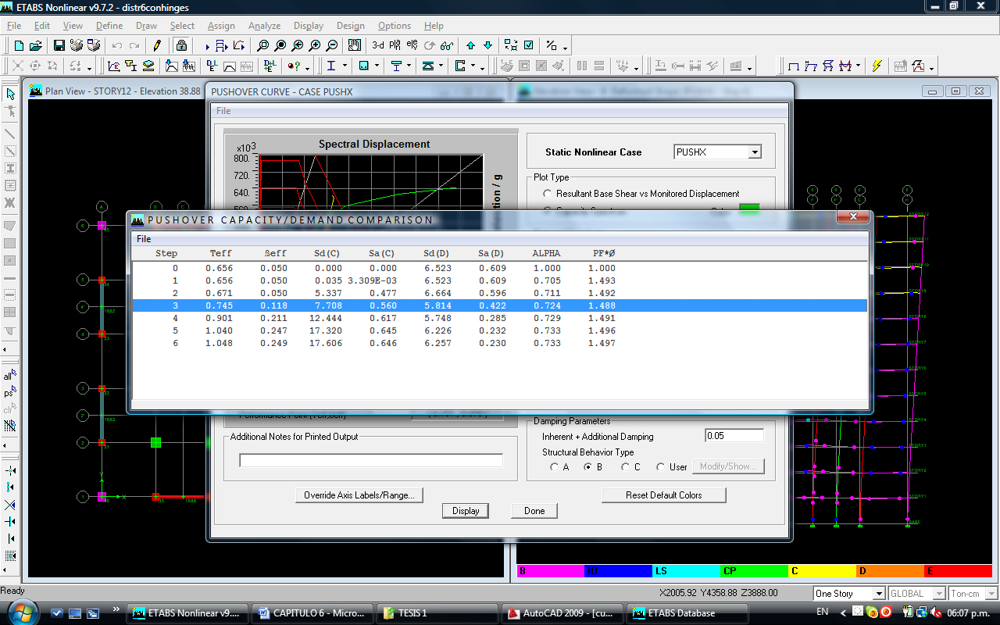 ETABS Nonlinear v9.7.2 - distr6conhinges
File Edit View Define Draw Select Assign Analyze Display Design Options Help
3-d
Plan View - STORY12 - Elevation 38.88
PUSHOVER CURVE - CASE PUSHX
File
Spectral Displacement
x10-3
800.
720.
640.
Static Nonlinear Case PUSHX
Plot Type
Resultant Base Shear vs Monitored Displacement
PUSHOVER CAPACITY/DEMAND COMPARISON
File
Step Teff ßeff Sd(C) Sa(C) Sd(D) Sa(D) ALPHA PF*Ø
0 0.656 0.050 0.000 0.000 6.523 0.609 1.000 1.000
1 0.656 0.050 0.035 3.309E-03 6.523 0.609 0.705 1.493
2 0.671 0.050 5.337 0.477 6.664 0.596 0.711 1.492
3 0.745 0.118 7.708 0.560 5.814 0.422 0.724 1.488
4 0.901 0.211 12.444 0.617 5.748 0.285 0.729 1.491
5 1.040 0.247 17.320 0.645 6.226 0.232 0.733 1.496
6 1.048 0.249 17.606 0.646 6.257 0.230 0.733 1.497
Additional Notes for Printed Output
Damping Parameters
Inherent + Additional Damping 0.05
Structural Behavior Type
A B C User Modify/Show...
Override Axis Labels/Range... Reset Default Colors
Display Done
STORY4
STORY3
STORY2
STORY1
BASE
B IO LS CP C D E
Ready X2005.92 Y4358.88 Z3888.00 One Story GLOBAL Ton-cm
ETABS Nonlinear v9.... CAPITULO 6 - Micro... TESIS 1 AutoCAD 2009 - [cu... ETABS Database EN 06:07 p.m.